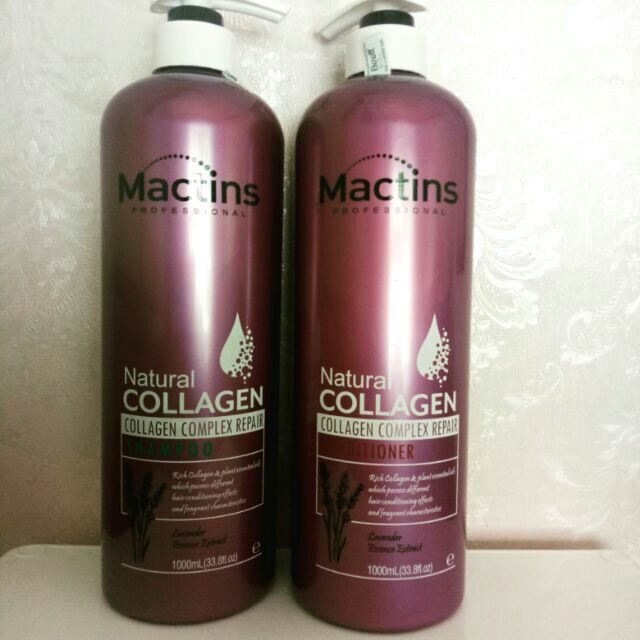 Mactins
PROFESSIONAL
Natural
COLLAGEN
COLLAGEN COMPLEX REPAIR
SHAMPOO
Rich Collagen & plant essential oils
which possess different
hair conditioning effects
and fragrant characteristics
Lavender
Essence Extract
1000mL(33.8fl.oz) e
Bouff
Mactins
PROFESSIONAL
Natural
COLLAGEN
COLLAGEN COMPLEX REPAIR
DITIONER
Rich Collagen & plant essential oils
which possess different
hair conditioning effects
and fragrant characteristics
Lavender
Essence Extract
1000mL(33.8fl.oz) e